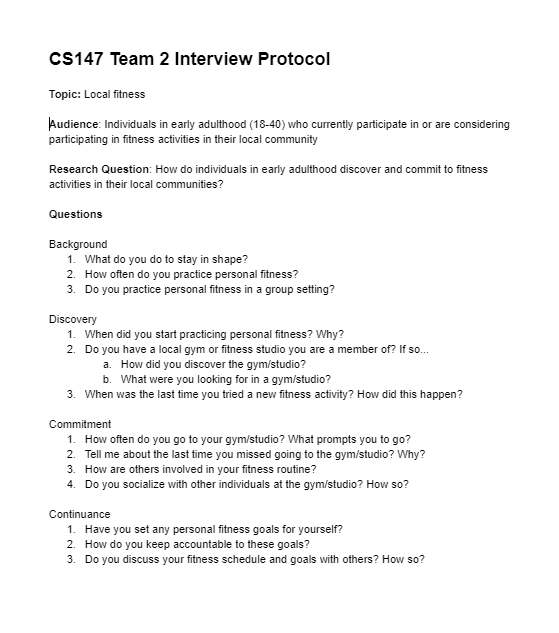 CS147 Team 2 Interview Protocol
Topic: Local fitness
Audience: Individuals in early adulthood (18-40) who currently participate in or are considering
participating in fitness activities in their local community
Research Question: How do individuals in early adulthood discover and commit to fitness
activities in their local communities?
Questions
Background
1. What do you do to stay in shape?
2. How often do you practice personal fitness?
3. Do you practice personal fitness in a group setting?
Discovery
1. When did you start practicing personal fitness? Why?
2. Do you have a local gym or fitness studio you are a member of? If so...
a. How did you discover the gym/studio?
b. What were you looking for in a gym/studio?
3. When was the last time you tried a new fitness activity? How did this happen?
Commitment
1. How often do you go to your gym/studio? What prompts you to go?
2. Tell me about the last time you missed going to the gym/studio? Why?
3. How are others involved in your fitness routine?
4. Do you socialize with other individuals at the gym/studio? How so?
Continuance
1. Have you set any personal fitness goals for yourself?
2. How do you keep accountable to these goals?
3. Do you discuss your fitness schedule and goals with others? How so?